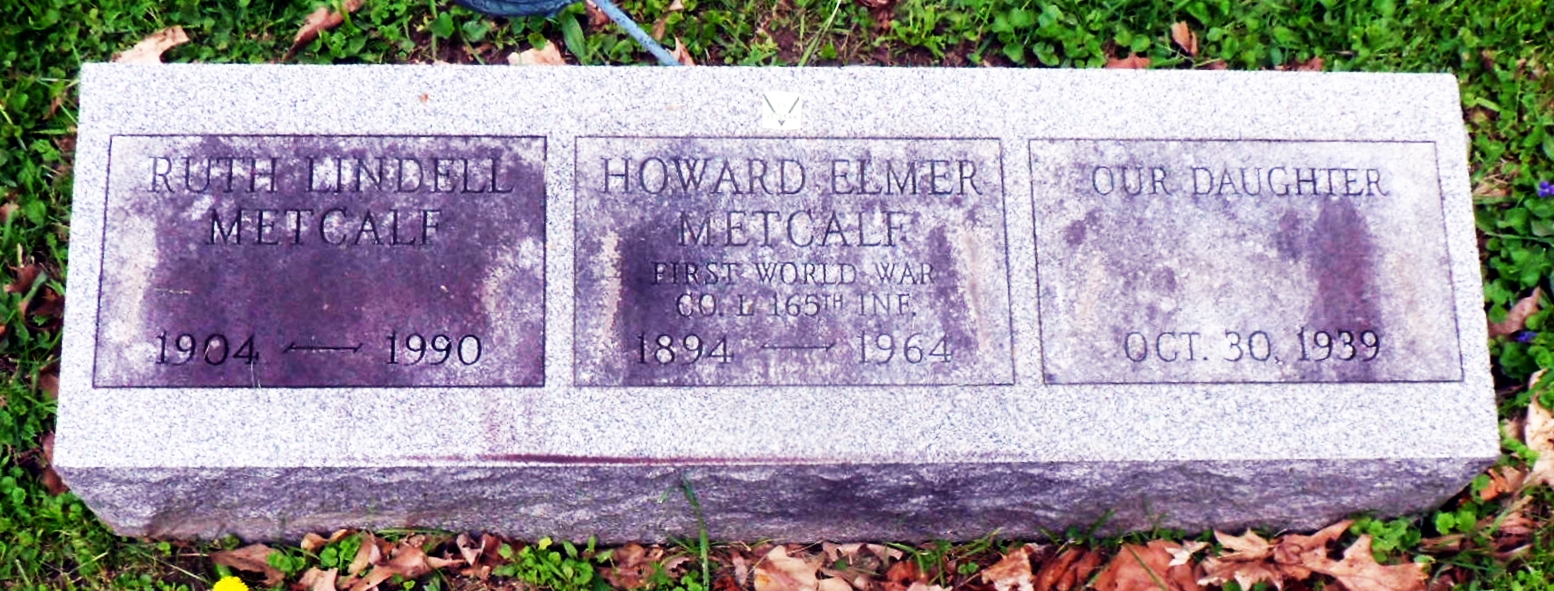 RUTH LINDELL
METCALF
1904 — 1990
HOWARD ELMER
METCALF
FIRST WORLD WAR
CO. L 165TH INF.
1894 — 1964
OUR DAUGHTER
OCT. 30, 1939